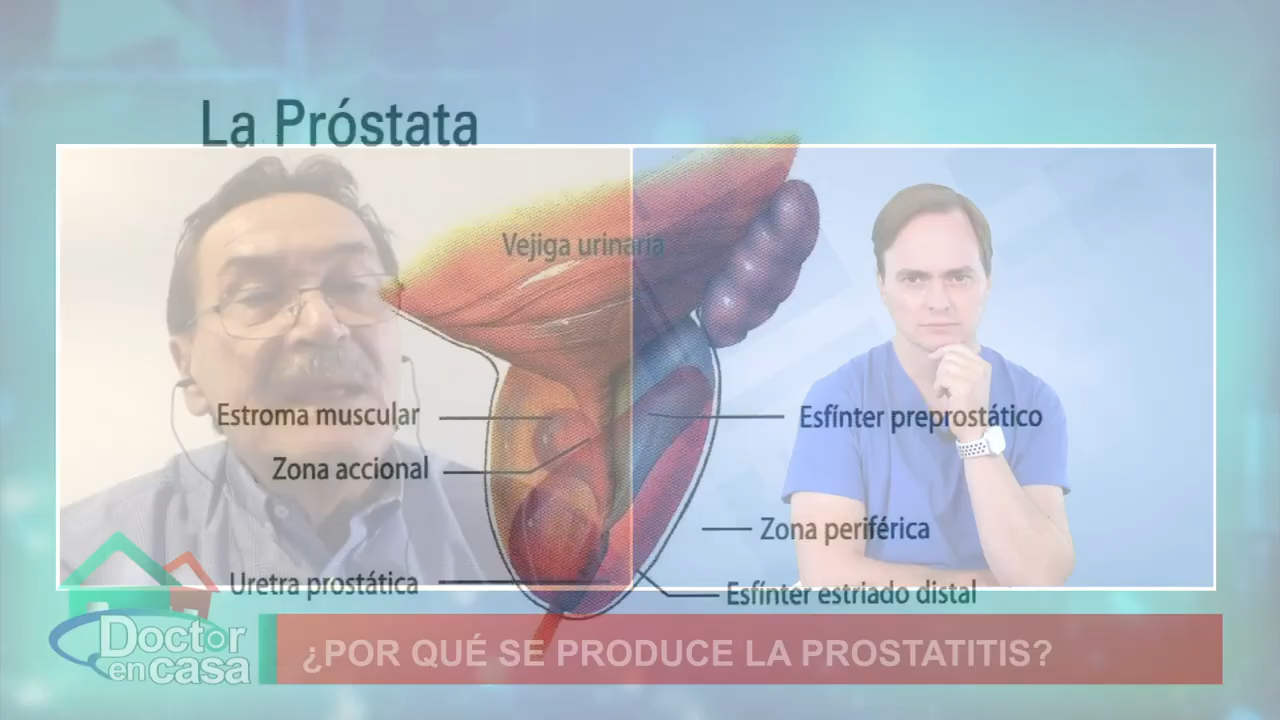 La Próstata
Vejiga urinaria
Estroma muscular
Esfínter preprostático
Zona accional
Zona periférica
Uretra prostática
Esfínter estriado distal
Doctor
en casa
¿POR QUÉ SE PRODUCE LA PROSTATITIS?